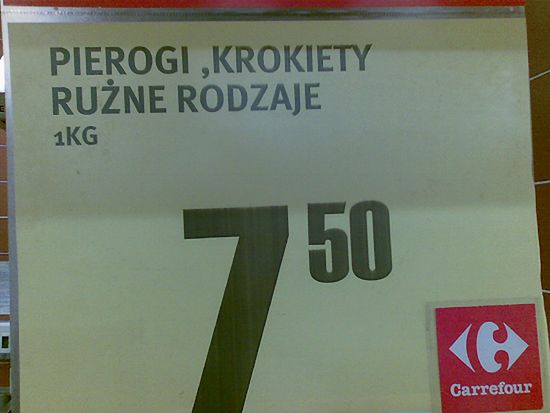 PIEROGI ,KROKIETY
RUŻNE RODZAJE
1KG
7 50
Carrefour